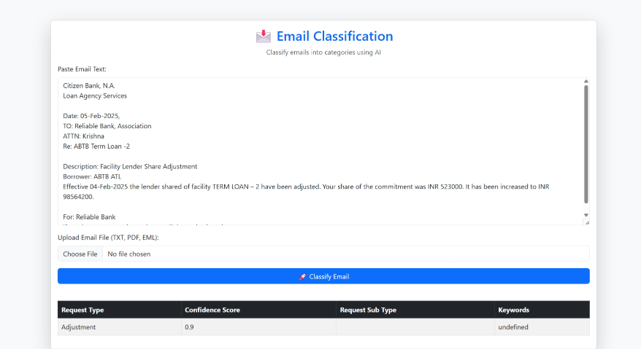 Email Classification
Classify emails into categories using AI
Paste Email Text:
Citizen Bank, N.A.
Loan Agency Services
Date: 05-Feb-2025,
TO: Reliable Bank, Association
ATTN: Krishna
Re: ABTB Term Loan -2
Description: Facility Lender Share Adjustment
Borrower: ABTB ATL
Effective 04-Feb-2025 the lender shared of facility TERM LOAN – 2 have been adjusted. Your share of the commitment was INR 523000. It has been increased to INR
98564200.
For: Reliable Bank
Upload Email File (TXT, PDF, EML):
Choose File No file chosen
Classify Email
Request Type Confidence Score Request Sub Type Keywords
Adjustment 0.9 undefined